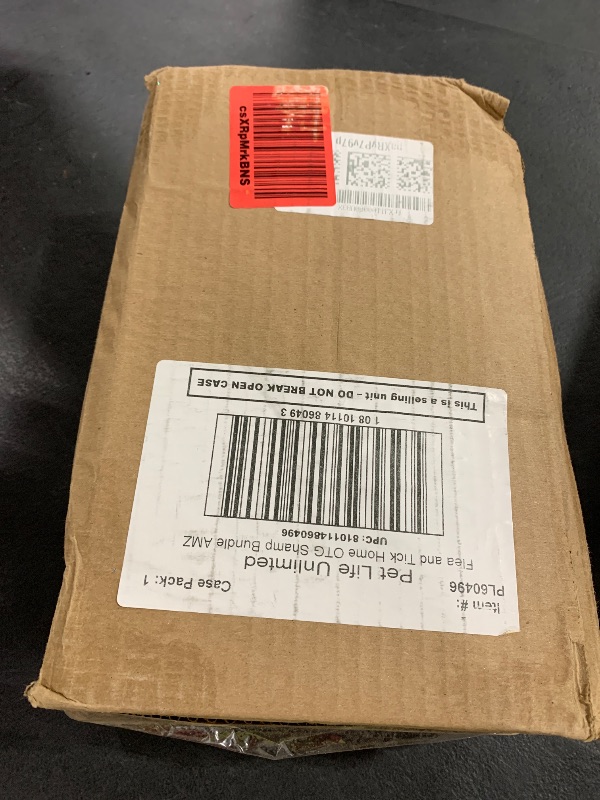 csXRpMrkBNS
Item #:
PL60496
Case Pack: 1
Pet Life Unlimited
Flea and Tick Home OTG Shamp Bundle AMZ
UPC: 810114860496
1 08 10114 86049 3
This is a selling unit - DO NOT BREAK OPEN CASE